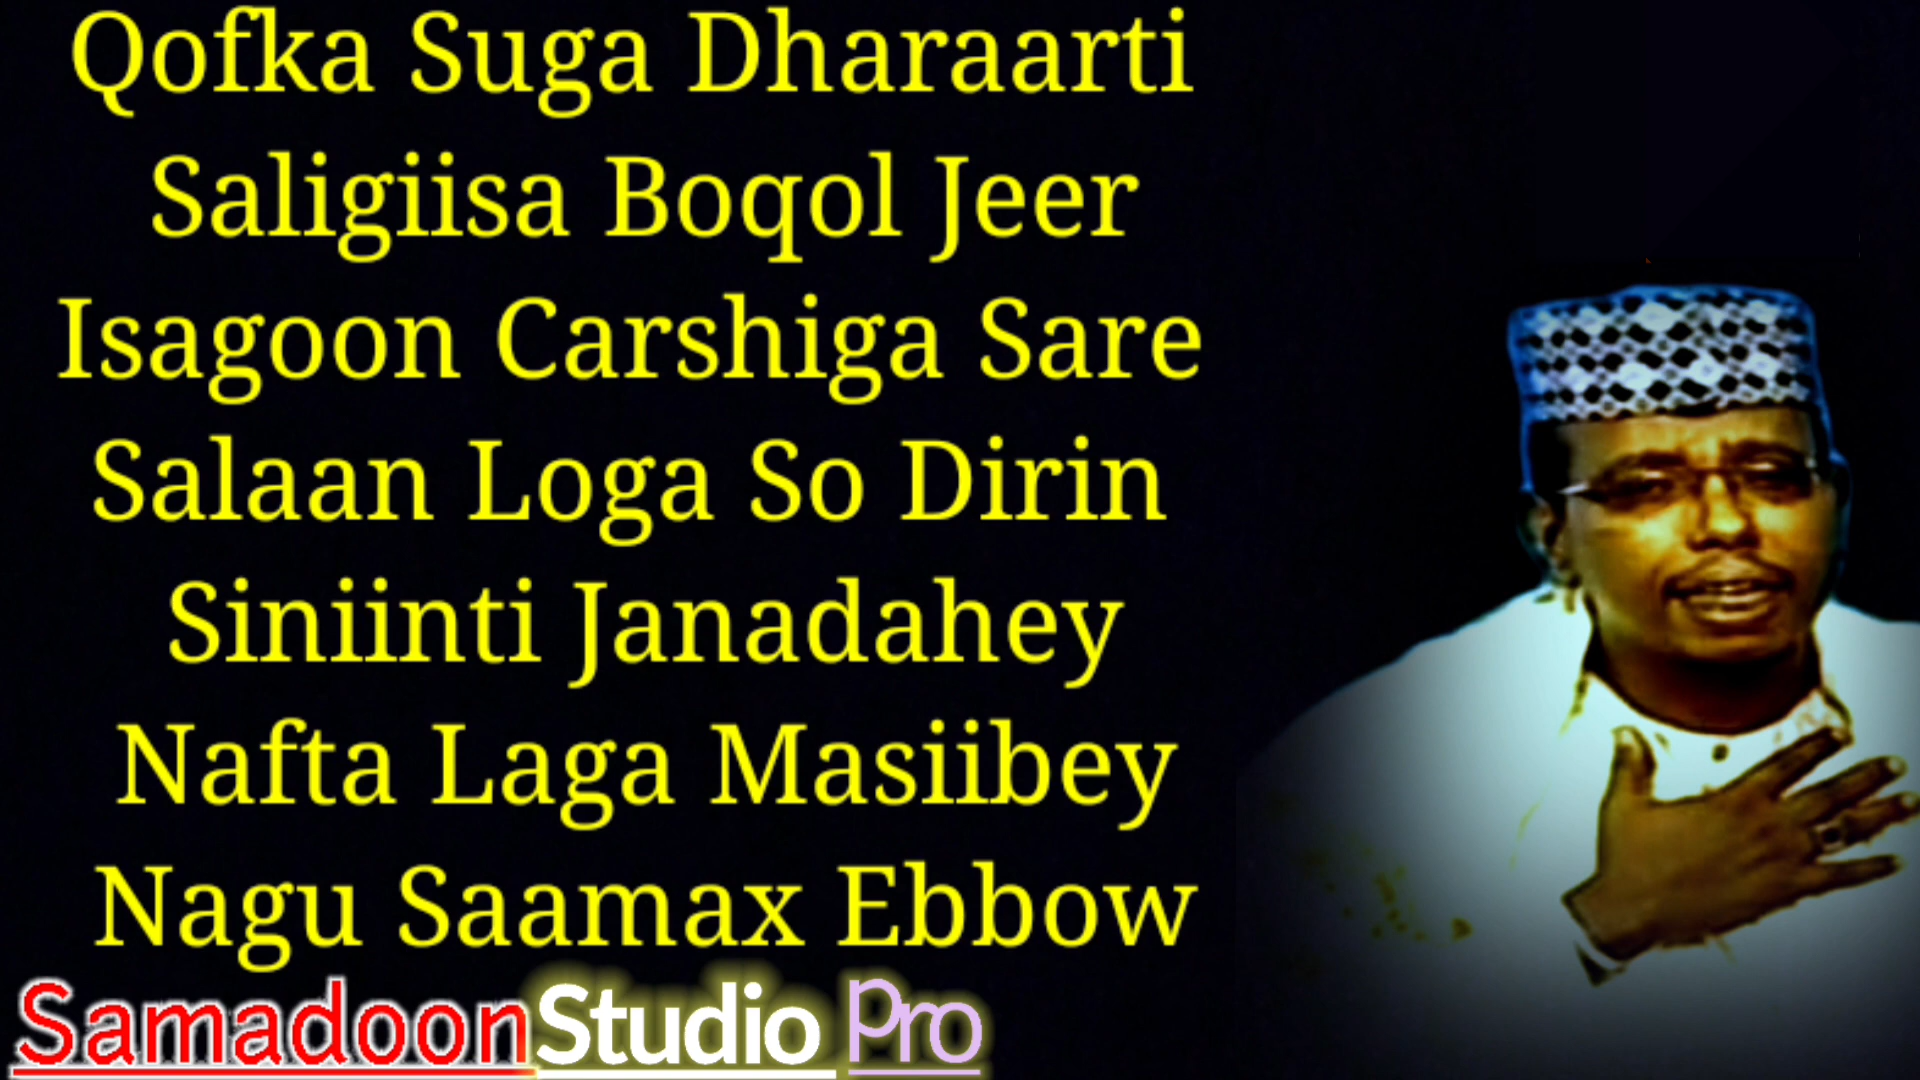 Qofka Suga Dharaarti
Saligiisa Boqol Jeer
Isagoon Carshiga Sare
Salaan Loga So Dirin
Siniinti Janadahey
Nafta Laga Masiibey
Nagu Saamax Ebbow
SamadoonStudio Pro